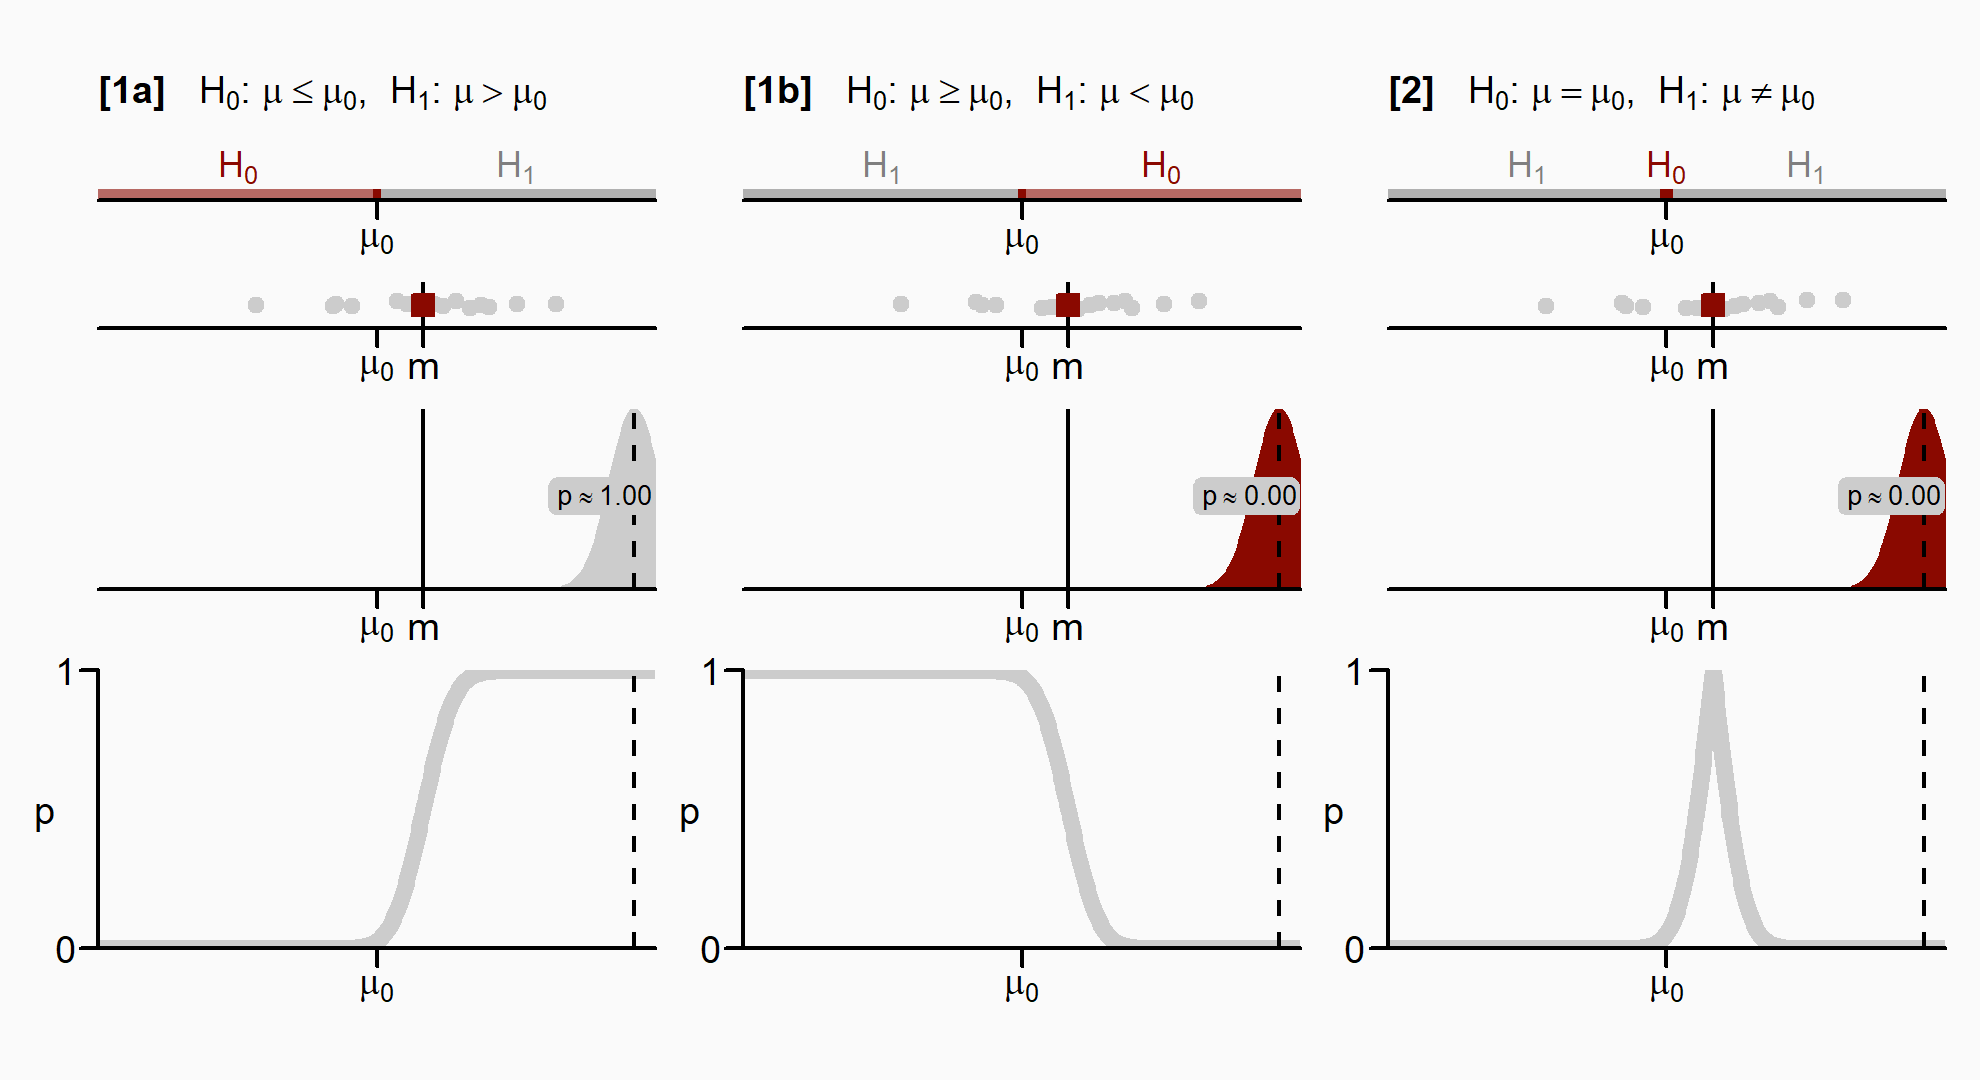 [1a] H₀: μ ≤ μ₀, H₁: μ > μ₀
[1b] H₀: μ ≥ μ₀, H₁: μ < μ₀
[2] H₀: μ = μ₀, H₁: μ ≠ μ₀
H₀ H₁
H₁ H₀
H₁ H₀ H₁
μ₀
μ₀
μ₀
μ₀ m
μ₀ m
μ₀ m
p ≈ 1.00
p ≈ 0.00
p ≈ 0.00
μ₀ m
μ₀ m
μ₀ m
1
p
0
μ₀
1
p
0
μ₀
1
p
0
μ₀